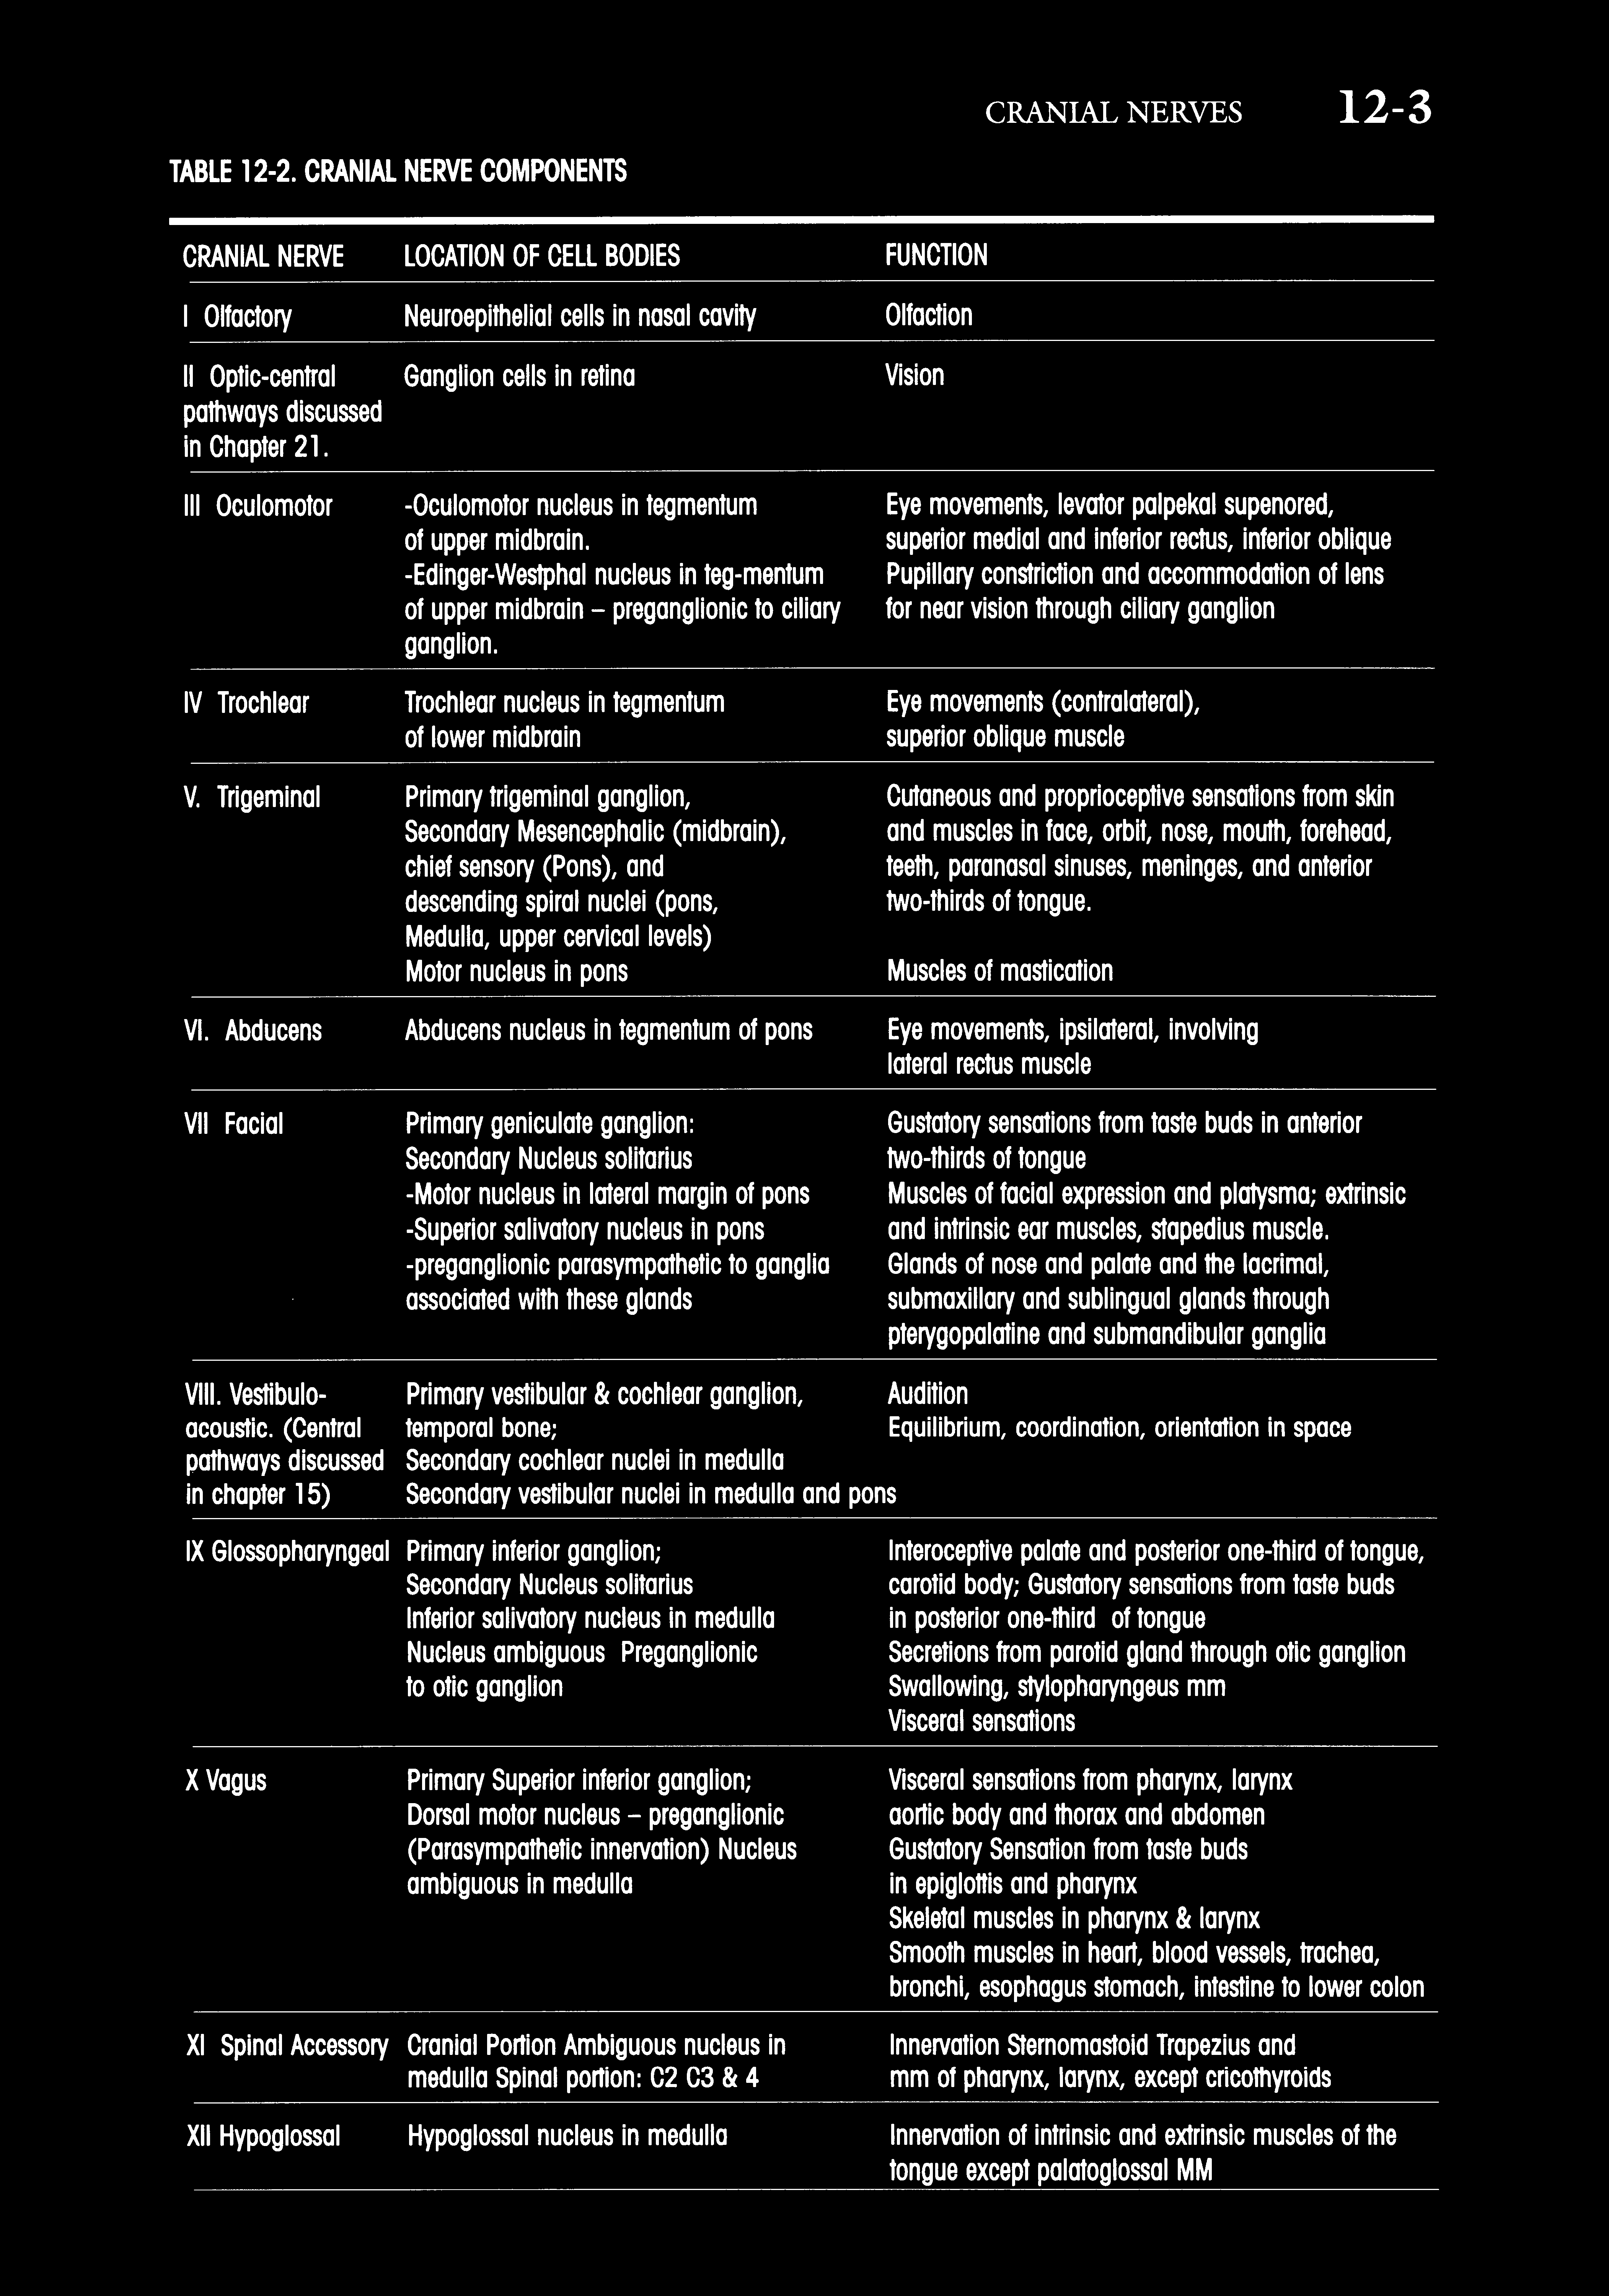 CRANIAL NERVES 12-3
TABLE 12-2. CRANIAL NERVE COMPONENTS
CRANIAL NERVE LOCATION OF CELL BODIES FUNCTION
I Olfactory Neuroepithelial cells in nasal cavity Olfaction
II Optic-central Ganglion cells in retina Vision
pathways discussed
in Chapter 21.
III Oculomotor -Oculomotor nucleus in tegmentum Eye movements, levator palpekal supenored,
of upper midbrain. superior medial and inferior rectus, inferior oblique
-Edinger-Westphal nucleus in teg-mentum Pupillary constriction and accommodation of lens
of upper midbrain – preganglionic to ciliary for near vision through ciliary ganglion
ganglion.
IV Trochlear Trochlear nucleus in tegmentum Eye movements (contralateral),
of lower midbrain superior oblique muscle
V. Trigeminal Primary trigeminal ganglion, Cutaneous and proprioceptive sensations from skin
Secondary Mesencephalic (midbrain), and muscles in face, orbit, nose, mouth, forehead,
chief sensory (Pons), and teeth, paranasal sinuses, meninges, and anterior
descending spiral nuclei (pons, two-thirds of tongue.
Medulla, upper cervical levels)
Motor nucleus in pons Muscles of mastication
VI. Abducens Abducens nucleus in tegmentum of pons Eye movements, ipsilateral, involving
lateral rectus muscle
VII Facial Primary geniculate ganglion: Gustatory sensations from taste buds in anterior
Secondary Nucleus solitarius two-thirds of tongue
-Motor nucleus in lateral margin of pons Muscles of facial expression and platysma; extrinsic
-Superior salivatory nucleus in pons and intrinsic ear muscles, stapedius muscle.
-preganglionic parasympathetic to ganglia Glands of nose and palate and the lacrimal,
associated with these glands submaxillary and sublingual glands through
pterygopalatine and submandibular ganglia
VIII. Vestibulo- Primary vestibular & cochlear ganglion, Audition
acoustic. (Central temporal bone; Equilibrium, coordination, orientation in space
pathways discussed Secondary cochlear nuclei in medulla
in chapter 15) Secondary vestibular nuclei in medulla and pons
IX Glossopharyngeal Primary inferior ganglion; Interoceptive palate and posterior one-third of tongue,
Secondary Nucleus solitarius carotid body; Gustatory sensations from taste buds
Inferior salivatory nucleus in medulla in posterior one-third of tongue
Nucleus ambiguous Preganglionic Secretions from parotid gland through otic ganglion
to otic ganglion Swallowing, stylopharyngeus mm
Visceral sensations
X Vagus Primary Superior inferior ganglion; Visceral sensations from pharynx, larynx
Dorsal motor nucleus – preganglionic aortic body and thorax and abdomen
(Parasympathetic innervation) Nucleus Gustatory Sensation from taste buds
ambiguous in medulla in epiglottis and pharynx
Skeletal muscles in pharynx & larynx
Smooth muscles in heart, blood vessels, trachea,
bronchi, esophagus stomach, intestine to lower colon
XI Spinal Accessory Cranial Portion Ambiguous nucleus in Innervation Sternomastoid Trapezius and
medulla Spinal portion: C2 C3 & 4 mm of pharynx, larynx, except cricothyroids
XII Hypoglossal Hypoglossal nucleus in medulla Innervation of intrinsic and extrinsic muscles of the
tongue except palatoglossal MM